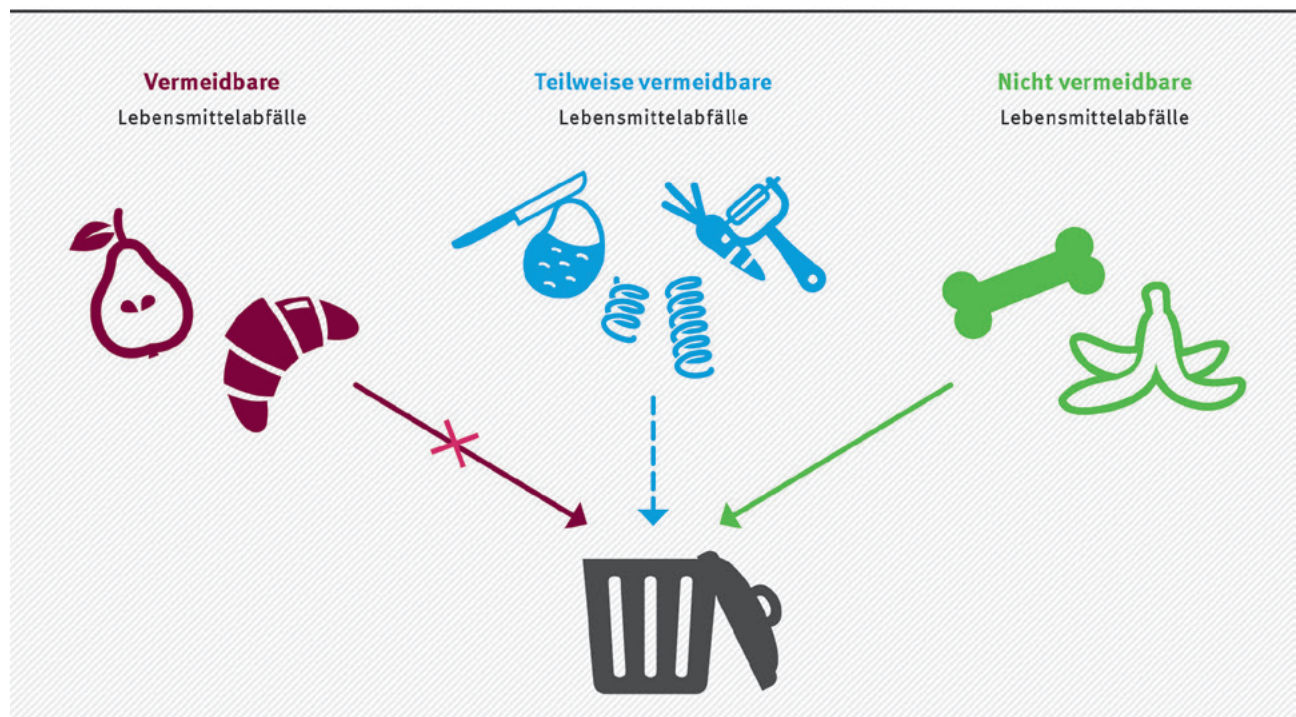 Vermeidbare
Lebensmittelabfälle
Teilweise vermeidbare
Lebensmittelabfälle
Nicht vermeidbare
Lebensmittelabfälle